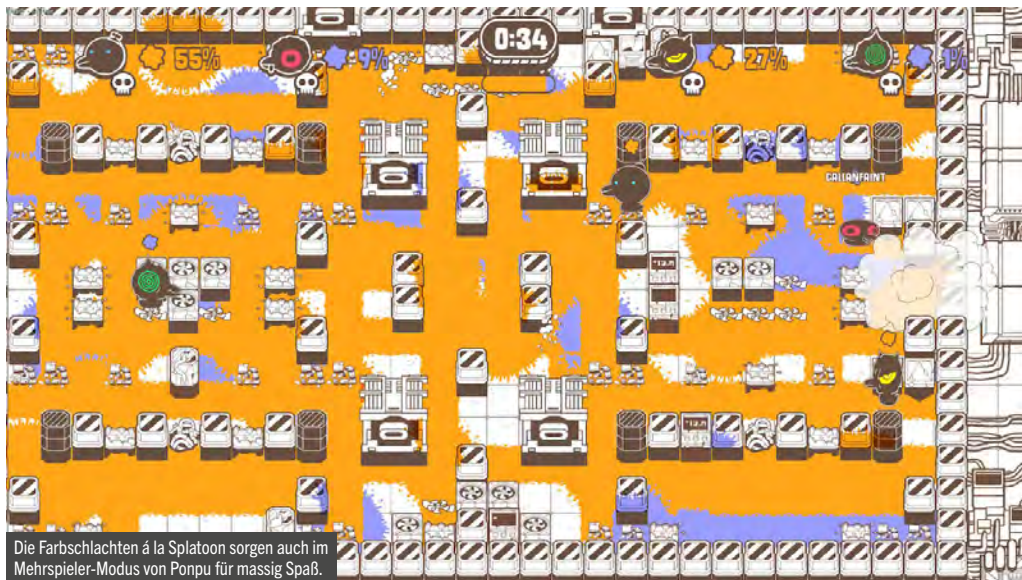 0:34
55% 9% 27% 1%
GALLANFAINT
Die Farbschlachten á la Splatoon sorgen auch im
Mehrspieler-Modus von Ponpu für massig Spaß.